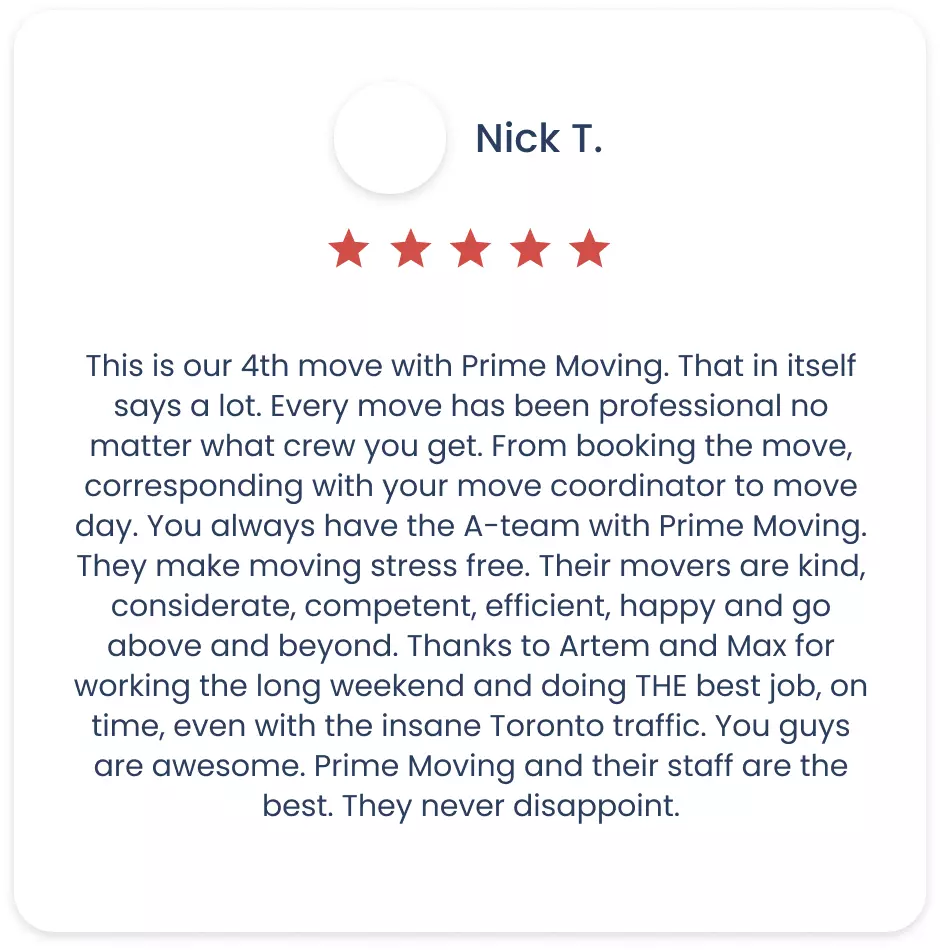 Nick T.
This is our 4th move with Prime Moving. That in itself
says a lot. Every move has been professional no
matter what crew you get. From booking the move,
corresponding with your move coordinator to move
day. You always have the A-team with Prime Moving.
They make moving stress free. Their movers are kind,
considerate, competent, efficient, happy and go
above and beyond. Thanks to Artem and Max for
working the long weekend and doing THE best job, on
time, even with the insane Toronto traffic. You guys
are awesome. Prime Moving and their staff are the
best. They never disappoint.